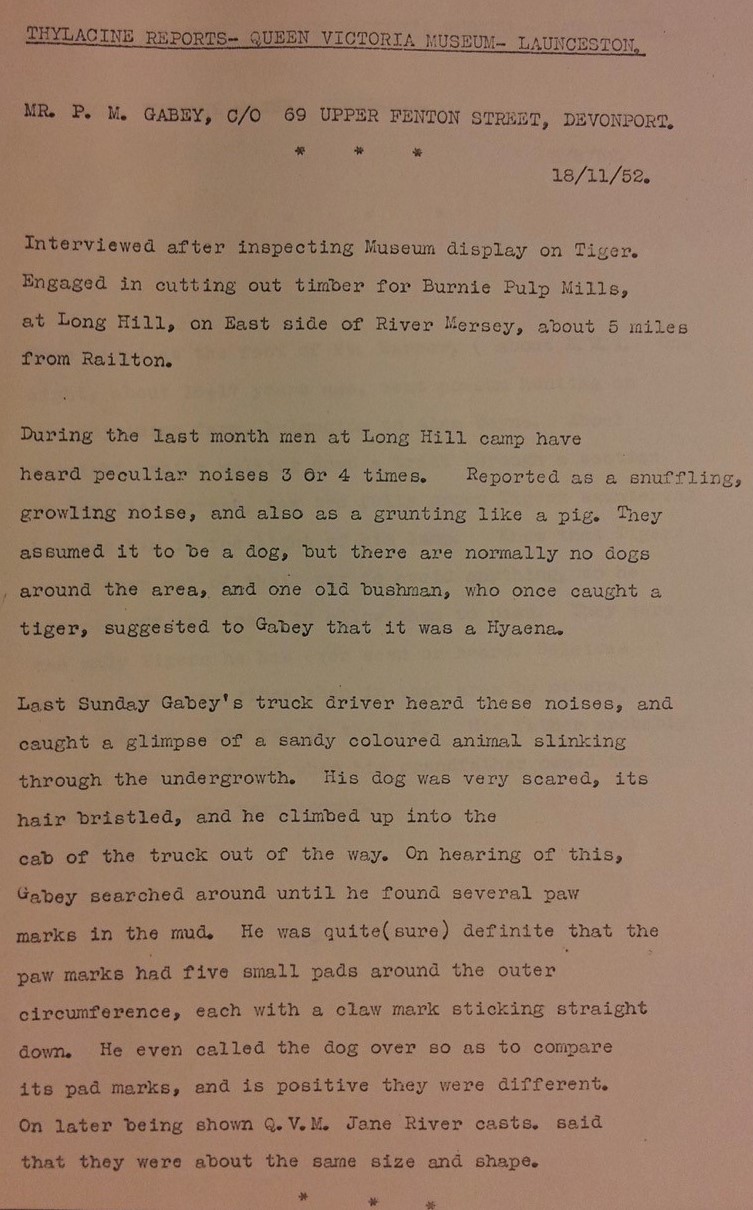 THYLACINE REPORTS- QUEEN VICTORIA MUSEUM- LAUNCESTON.
MR. P. M. GABEY, C/O 69 UPPER FENTON STREET, DEVONPORT.
* * *
18/11/52.
Interviewed after inspecting Museum display on Tiger.
Engaged in cutting out timber for Burnie Pulp Mills,
at Long Hill, on East side of River Mersey, about 5 miles
from Railton.
During the last month men at Long Hill camp have
heard peculiar noises 3 or 4 times. Reported as a snuffling,
growling noise, and also as a grunting like a pig. They
assumed it to be a dog, but there are normally no dogs
around the area, and one old bushman, who once caught a
tiger, suggested to Gabey that it was a Hyaena.
Last Sunday Gabey's truck driver heard these noises, and
caught a glimpse of a sandy coloured animal slinking
through the undergrowth. His dog was very scared, its
hair bristled, and he climbed up into the
cab of the truck out of the way. On hearing of this,
Gabey searched around until he found several paw
marks in the mud. He was quite(sure) definite that the
paw marks had five small pads around the outer
circumference, each with a claw mark sticking straight
down. He even called the dog over so as to compare
its pad marks, and is positive they were different.
On later being shown Q.V.M. Jane River casts. said
that they were about the same size and shape.
* * *